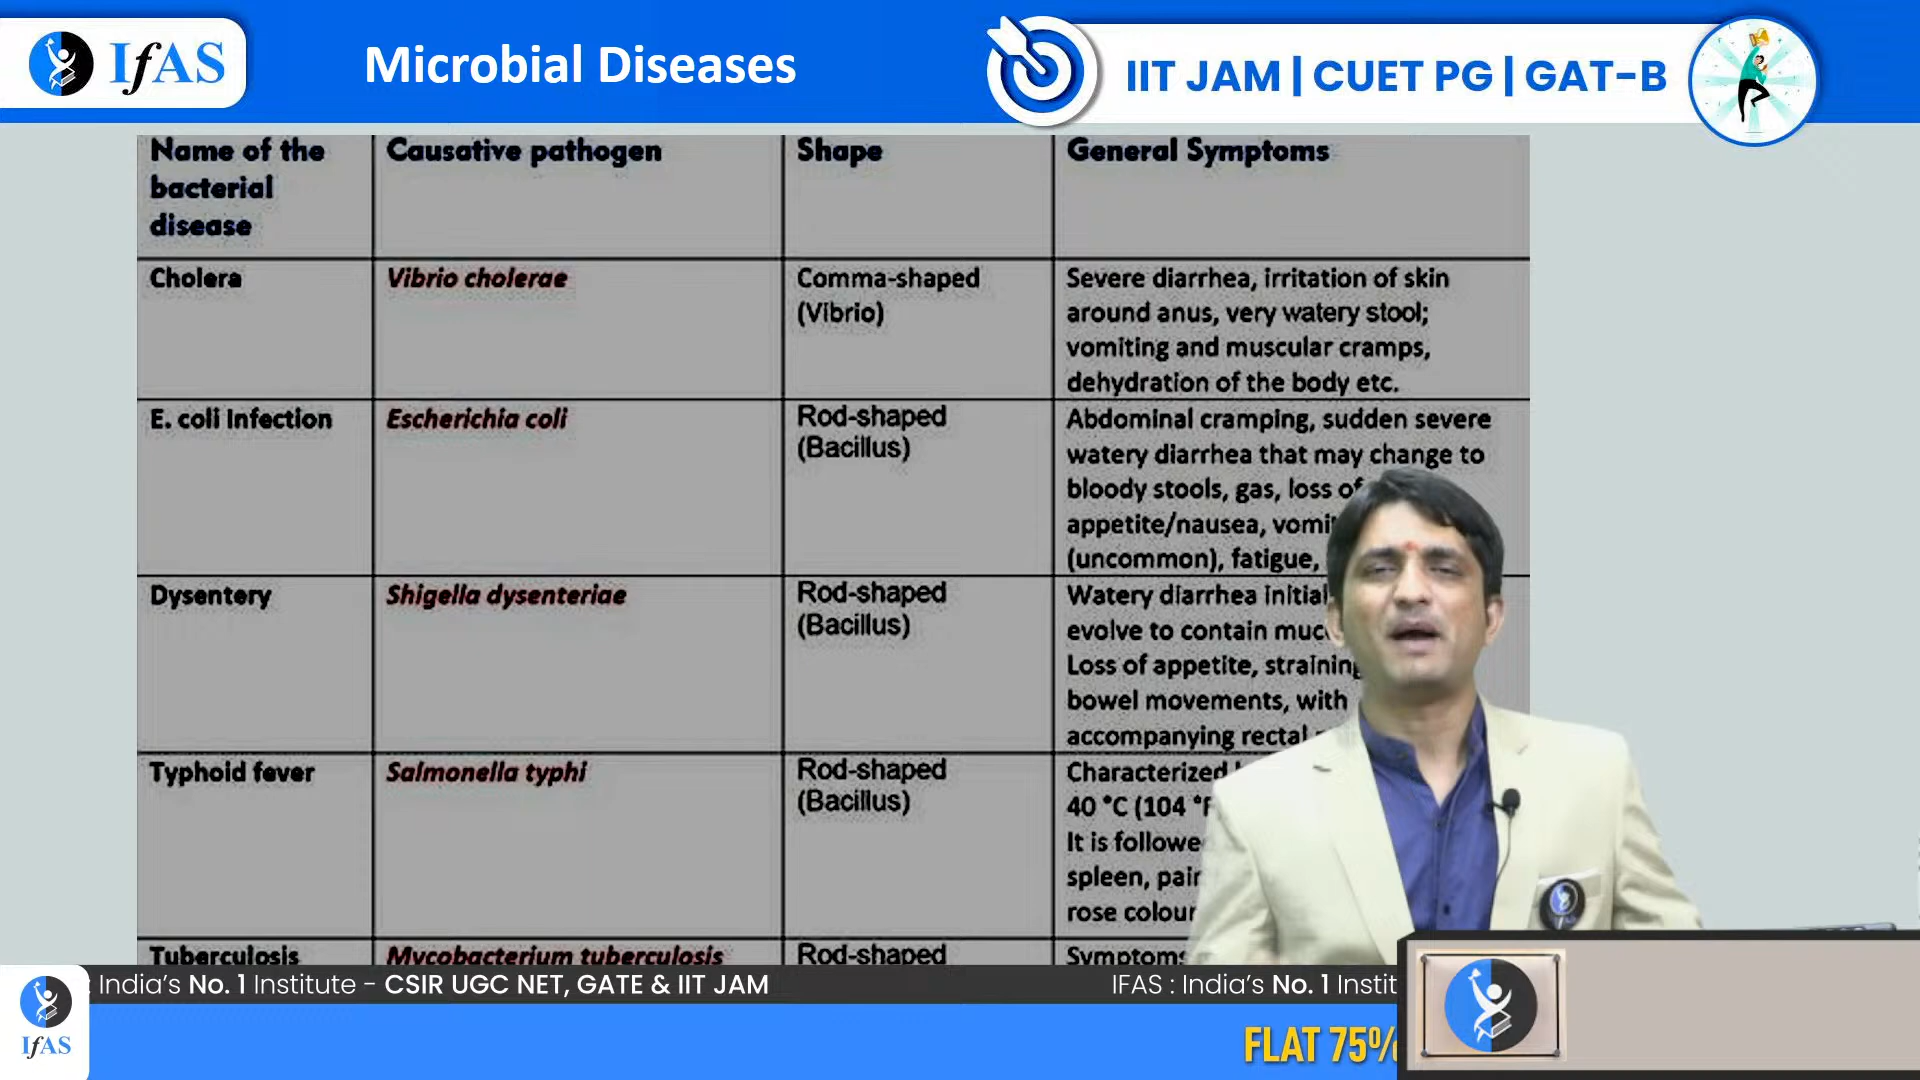 IfAS
Microbial Diseases
IIT JAM | CUET PG | GAT-B
Name of the
bacterial
disease
Causative pathogen
Shape
General Symptoms
Cholera
Vibrio cholerae
Comma-shaped
(Vibrio)
Severe diarrhea, irritation of skin
around anus, very watery stool;
vomiting and muscular cramps,
dehydration of the body etc.
E. coli Infection
Escherichia coli
Rod-shaped
(Bacillus)
Abdominal cramping, sudden severe
watery diarrhea that may change to
bloody stools, gas, loss of
appetite/nausea,
(uncommon), fatigue,
Dysentery
Shigella dysenteriae
Rod-shaped
(Bacillus)
Watery diarrhea
evolve to contain
Loss of appetite, straining
bowel movements, with
accompanying rectal
Typhoid fever
Salmonella typhi
Rod-shaped
(Bacillus)
Characterized
40 °C (104 °F
It is
spleen,
rose
Tuberculosis
Mycobacterium tuberculosis
Rod-shaped
Symptoms
: India's No. 1 Institute - CSIR UGC NET, GATE & IIT JAM
IFAS : India's No. 1
IfAS
FLAT 75%